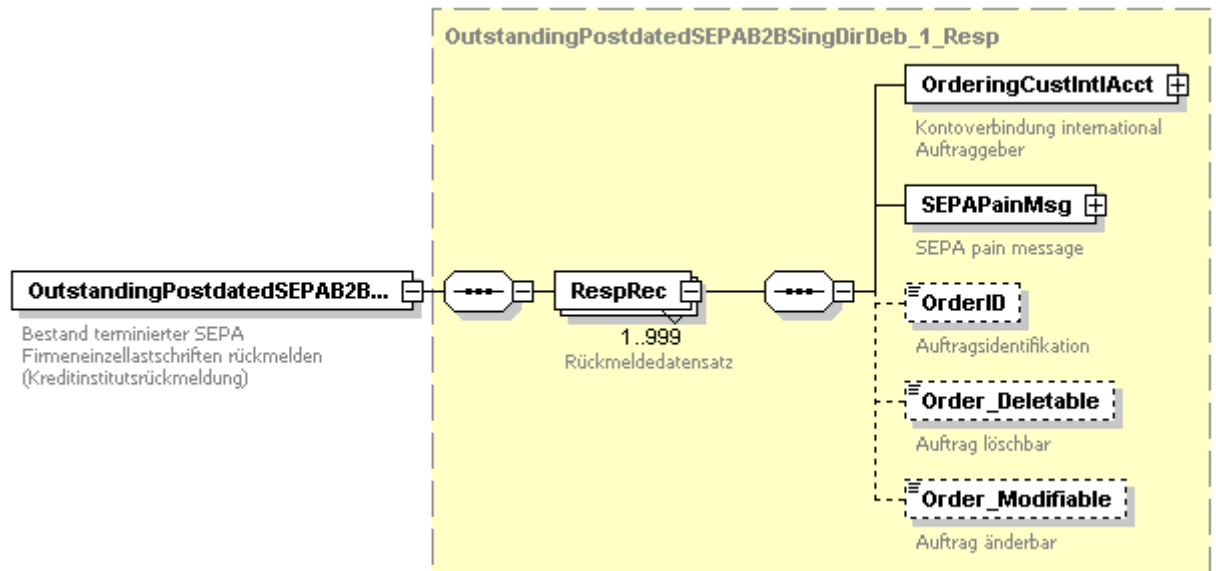 OutstandingPostdatedSEPAB2BSingDirDeb_1_Resp
OrderingCustIntlAcct
Kontoverbindung international
Auftraggeber
SEPAPainMsg
SEPA pain message
OutstandingPostdatedSEPAB2B...
Bestand terminierter SEPA
Firmeneinzellastschriften rückmelden
(Kreditinstitutsrückmeldung)
RespRec
1..999
Rückmeldedatensatz
OrderID
Auftragsidentifikation
Order_Deletable
Auftrag löschbar
Order_Modifiable
Auftrag änderbar